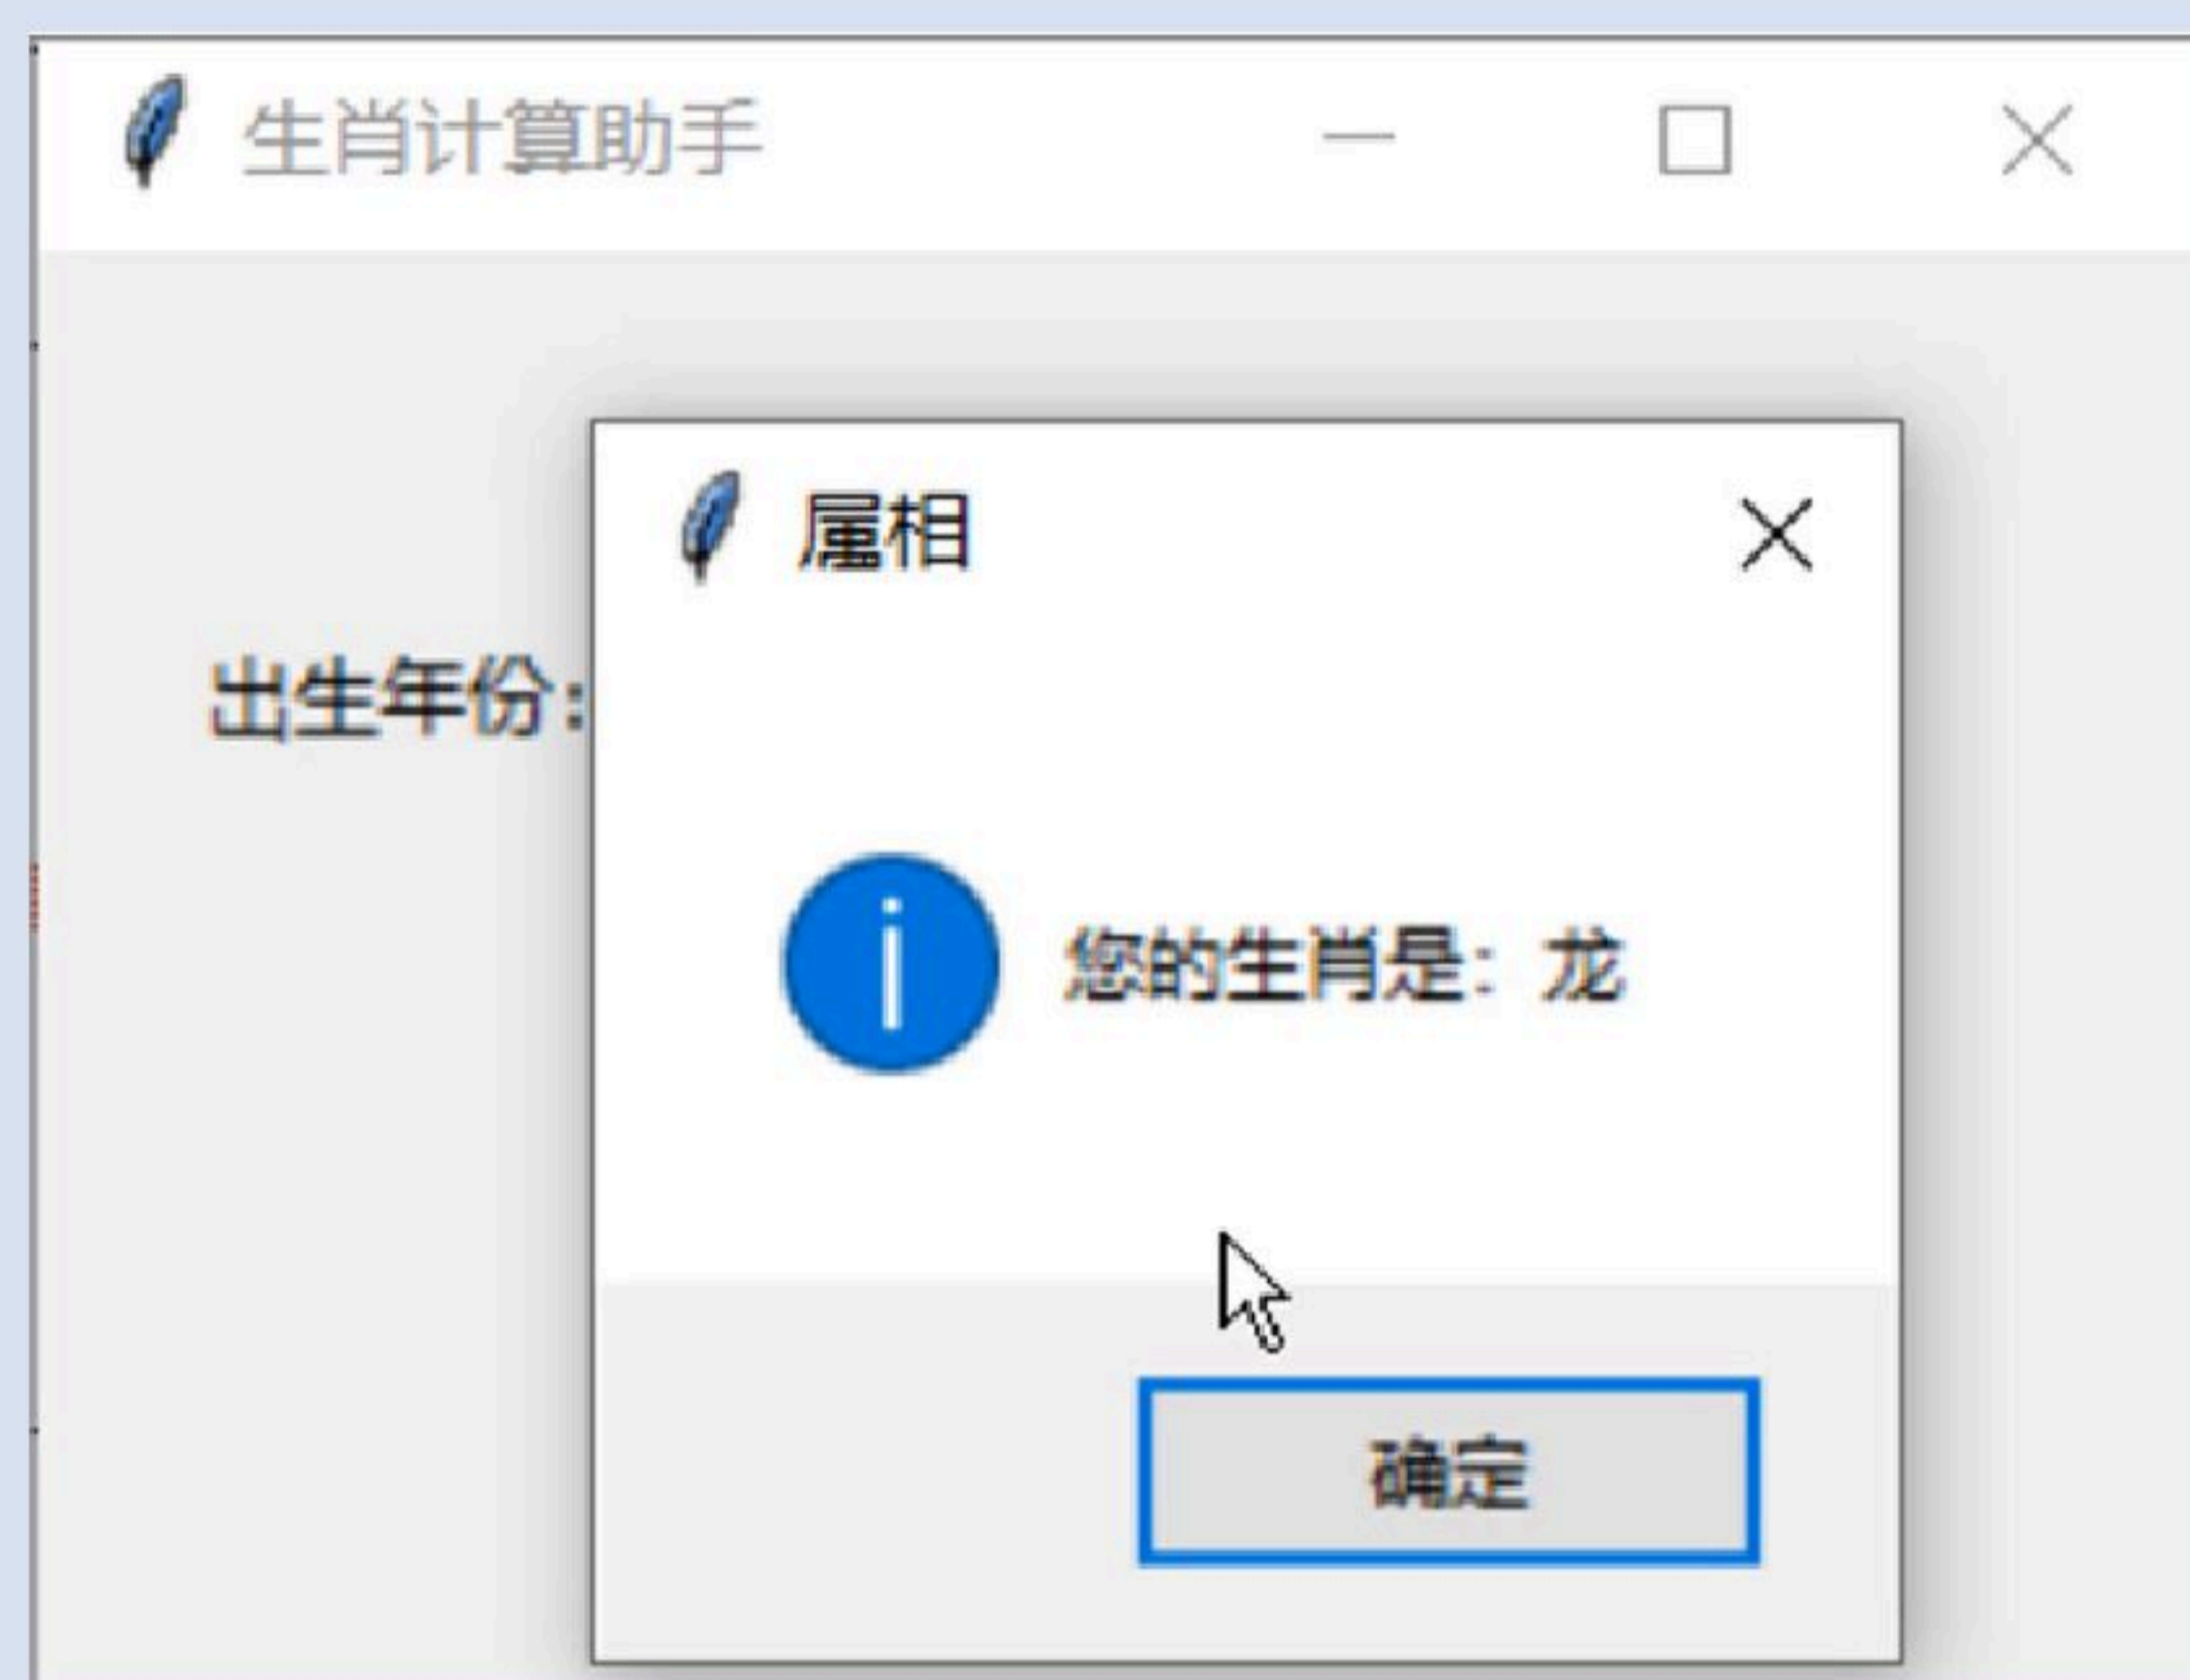 生肖计算助手
属相
出生年份:
您的生肖是：龙
确定